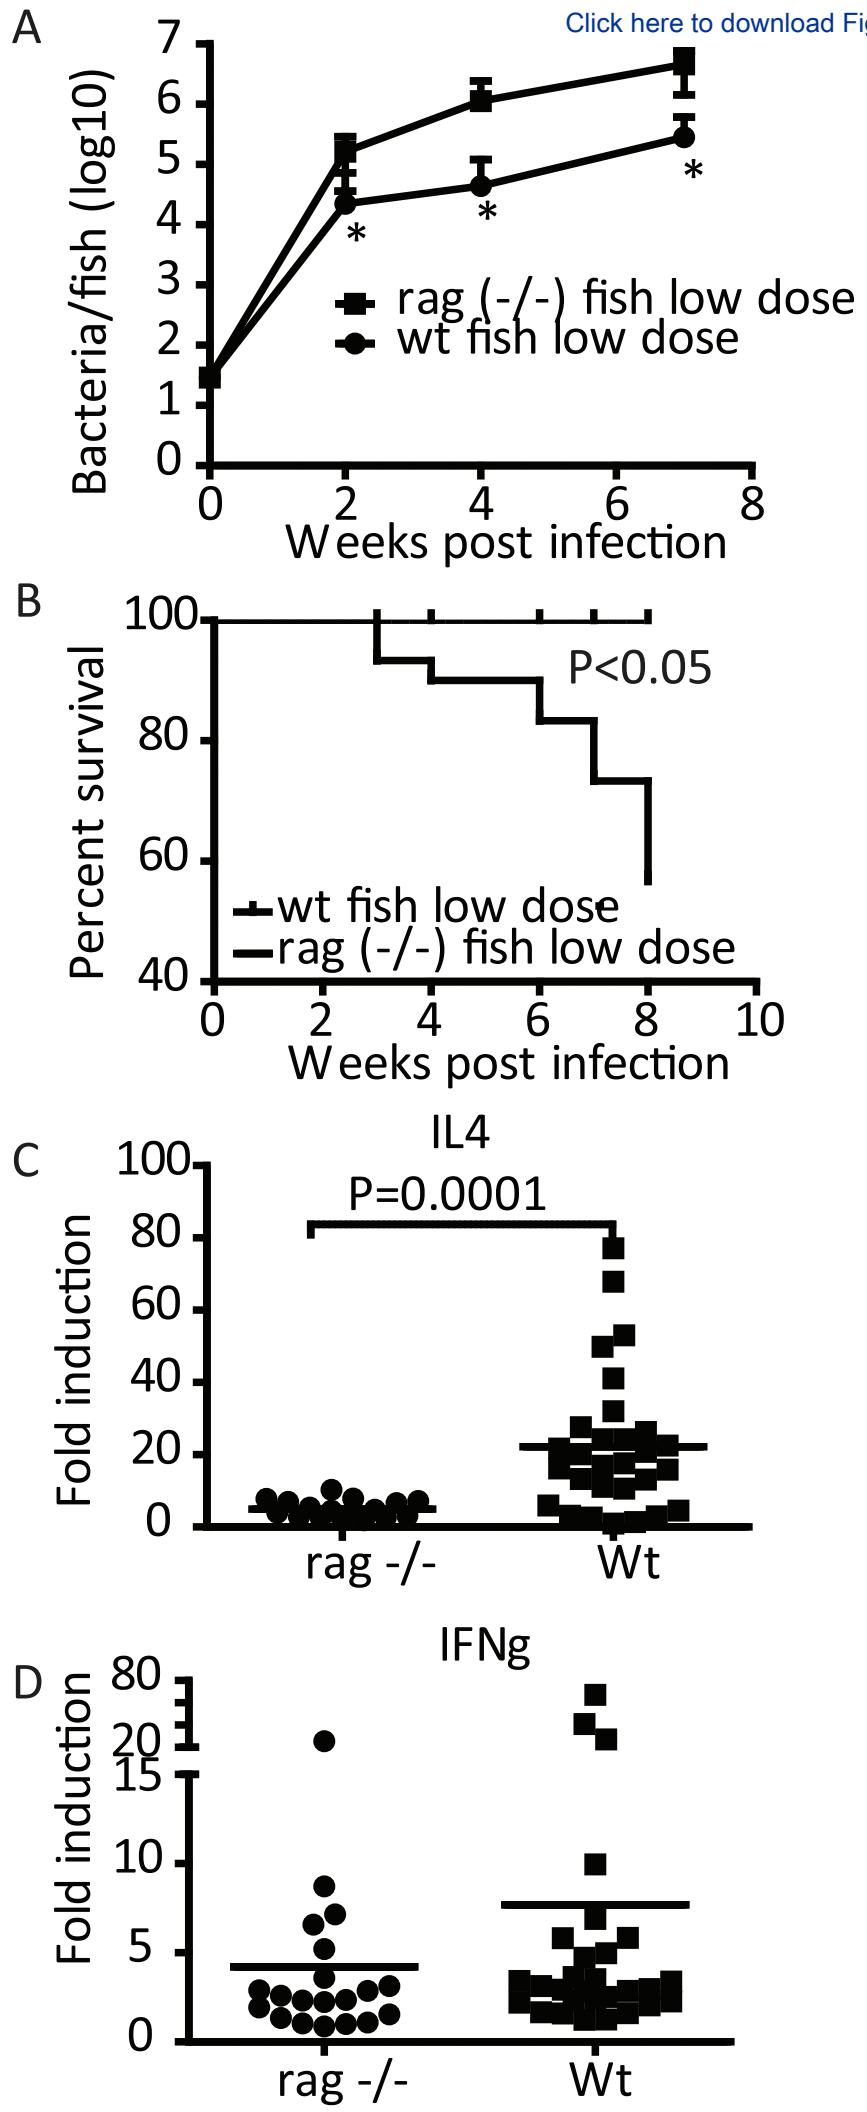 Click here to download Fig
A
7
6
5
4
3
2
1
0
Bacteria/fish (log10)
*
*
*
rag (-/-) fish low dose
wt fish low dose
0 2 4 6 8
Weeks post infection
B
100
80
60
40
Percent survival
P<0.05
wt fish low dose
rag (-/-) fish low dose
0 2 4 6 8 10
Weeks post infection
C
IL4
P=0.0001
100
80
60
40
20
0
Fold induction
rag -/- Wt
D
IFNg
80
20
15
10
5
0
Fold induction
rag -/- Wt